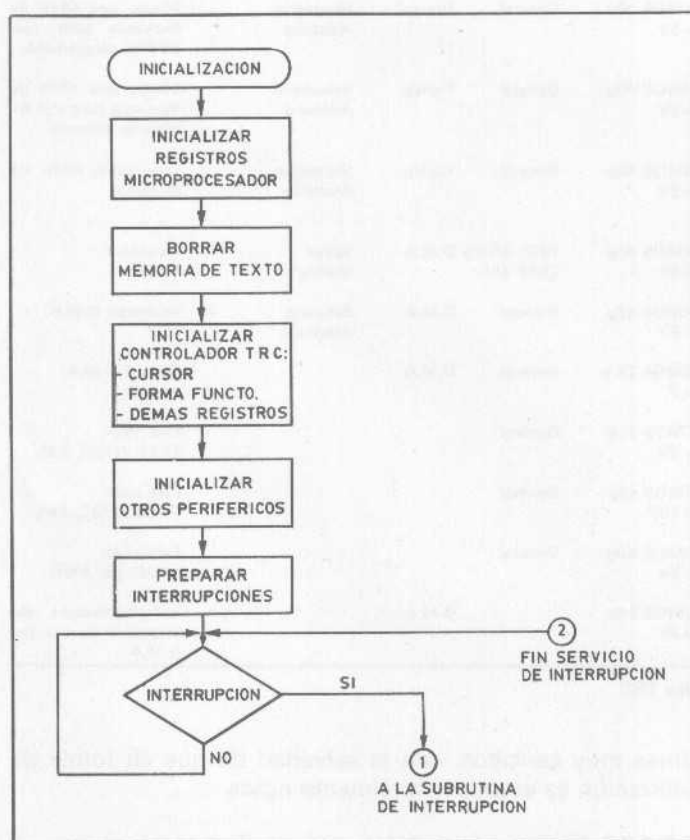 INICIALIZACION
INICIALIZAR
REGISTROS
MICROPROCESADOR
BORRAR
MEMORIA DE TEXTO
INICIALIZAR
CONTROLADOR T R C:
- CURSOR
- FORMA FUNCTO.
- DEMAS REGISTROS
INICIALIZAR
OTROS PERIFERICOS
PREPARAR
INTERRUPCIONES
2
FIN SERVICIO
DE INTERRUPCION
INTERRUPCION
SI
NO
1
A LA SUBRUTINA
DE INTERRUPCION